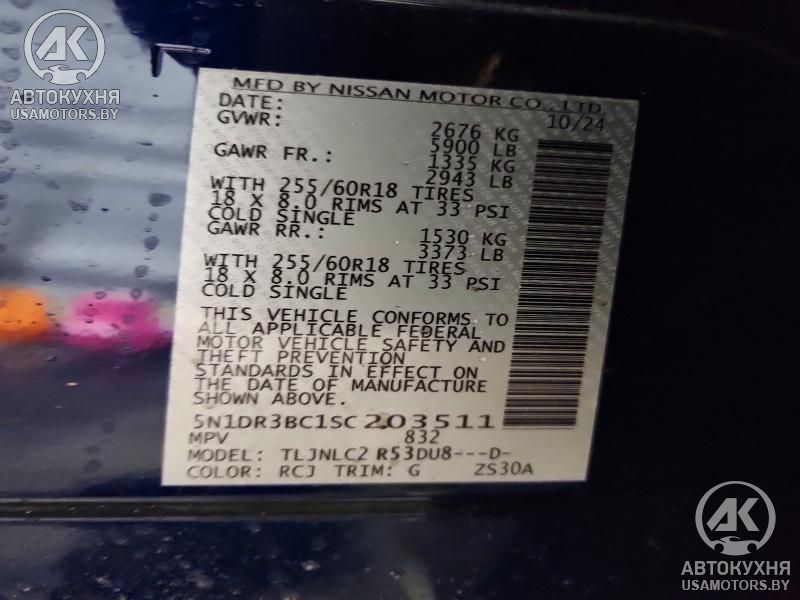 АК
АВТОКУХНЯ
USAMOTORS.BY
MFD BY NISSAN MOTOR CO., LTD.
DATE: 10/24
GVWR: 2676 KG
5900 LB
GAWR FR.: 1335 KG
2943 LB
WITH 255/60R18 TIRES
18 X 8.0 RIMS AT 33 PSI
COLD SINGLE
GAWR RR.: 1530 KG
3373 LB
WITH 255/60R18 TIRES
18 X 8.0 RIMS AT 33 PSI
COLD SINGLE
THIS VEHICLE CONFORMS TO
ALL APPLICABLE FEDERAL
MOTOR VEHICLE SAFETY AND
THEFT PREVENTION
STANDARDS IN EFFECT ON
THE DATE OF MANUFACTURE
SHOWN ABOVE.
5N1DR3BC1SC203511
MPV 832
MODEL: TLJNLC2 R53DU8---D-
COLOR: RCJ TRIM: G ZS30A
АК
АВТОКУХНЯ
USAMOTORS.BY